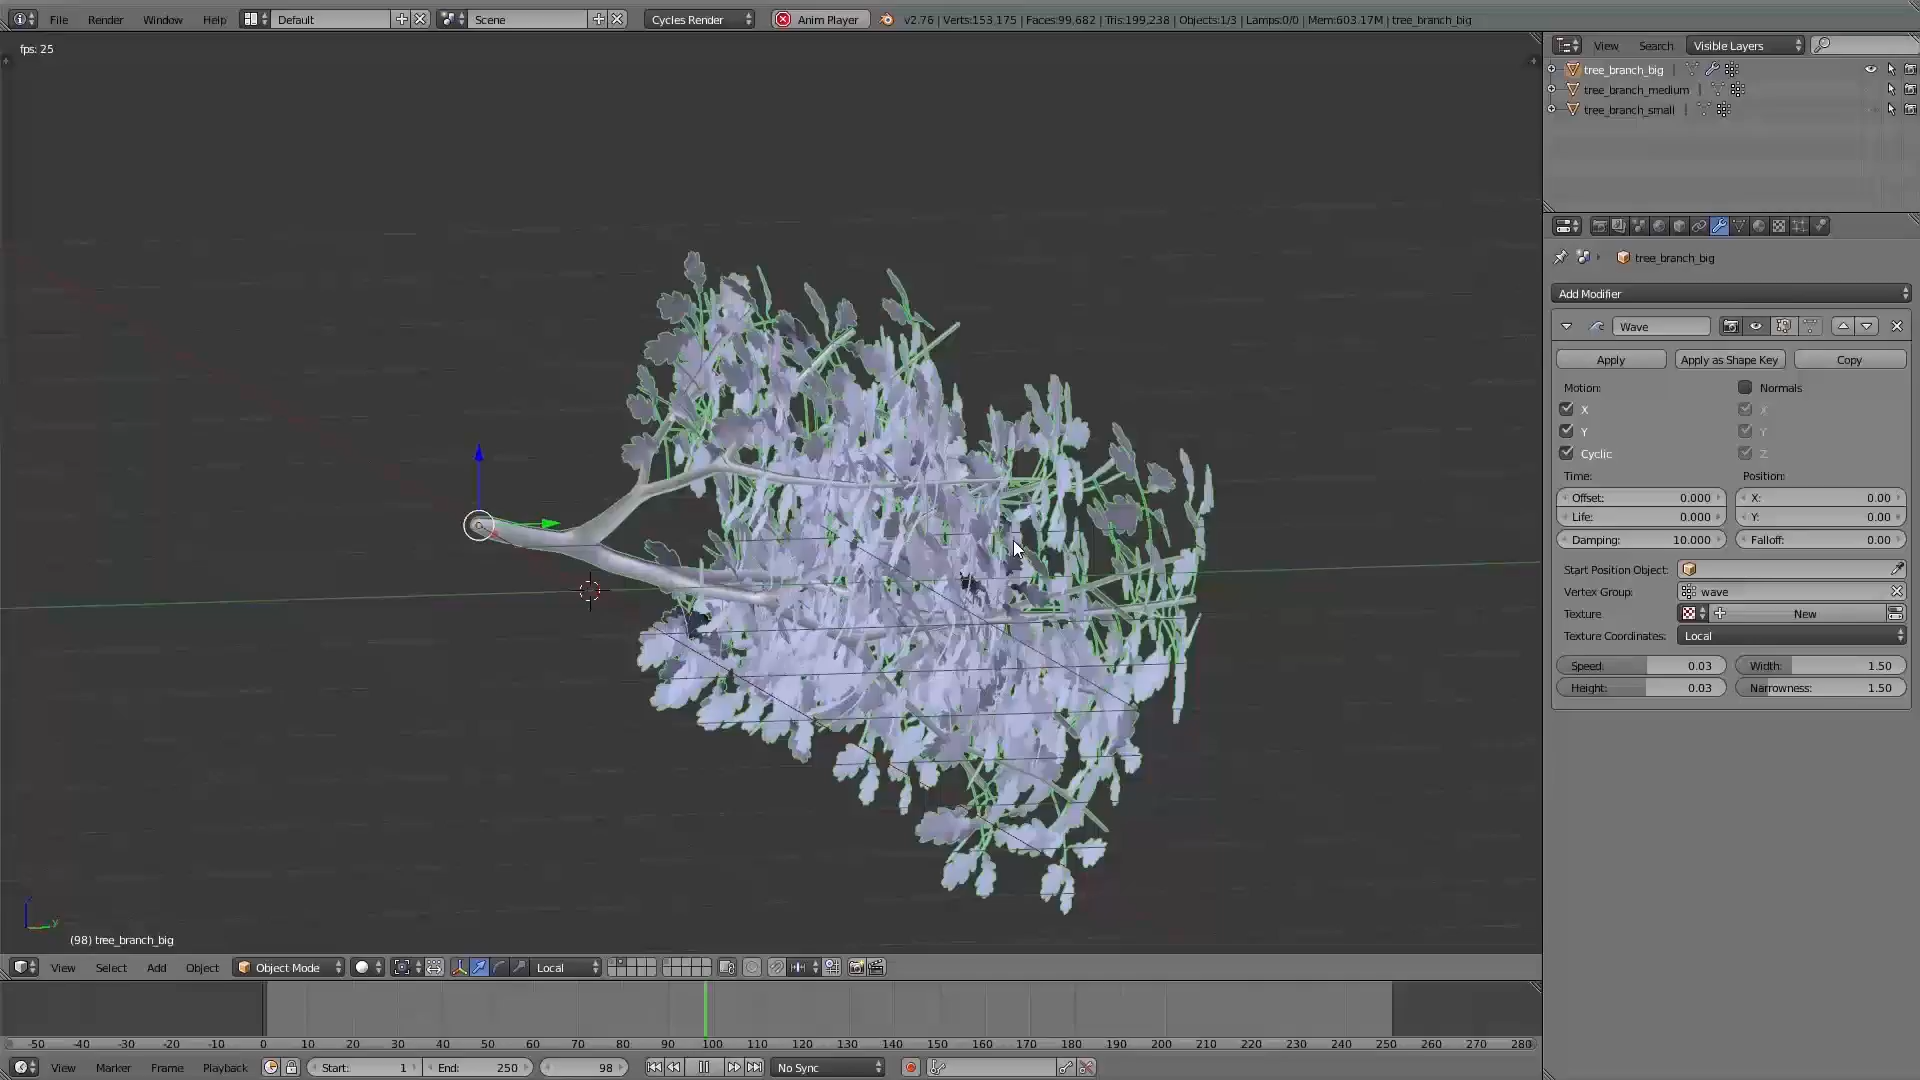 File Render Window Help Default Scene Cycles Render Anim Player v2.76 | Verts:153,175 | Faces:99,682 | Tris:199,238 | Objects:1/3 | Lamps:0/0 | Mem:603.17M | tree_branch_big
fps: 25
View Search Visible Layers
tree_branch_big
tree_branch_medium
tree_branch_small
tree_branch_big
Add Modifier
Wave
Apply Apply as Shape Key Copy
Motion: Normals
X X
Y Y
Cyclic Z
Time: Position:
Offset: 0.000 X: 0.00
Life: 0.000 Y: 0.00
Damping: 10.000 Falloff: 0.00
Start Position Object:
Vertex Group: wave
Texture New
Texture Coordinates: Local
Speed: 0.03 Width: 1.50
Height: 0.03 Narrowness: 1.50
z
y
(98) tree_branch_big
View Select Add Object Object Mode Local
-50 -40 -30 -20 -10 0 10 20 30 40 50 60 70 80 90 100 110 120 130 140 150 160 170 180 190 200 210 220 230 240 250 260 270 280
View Marker Frame Playback Start: 1 End: 250 98 No Sync